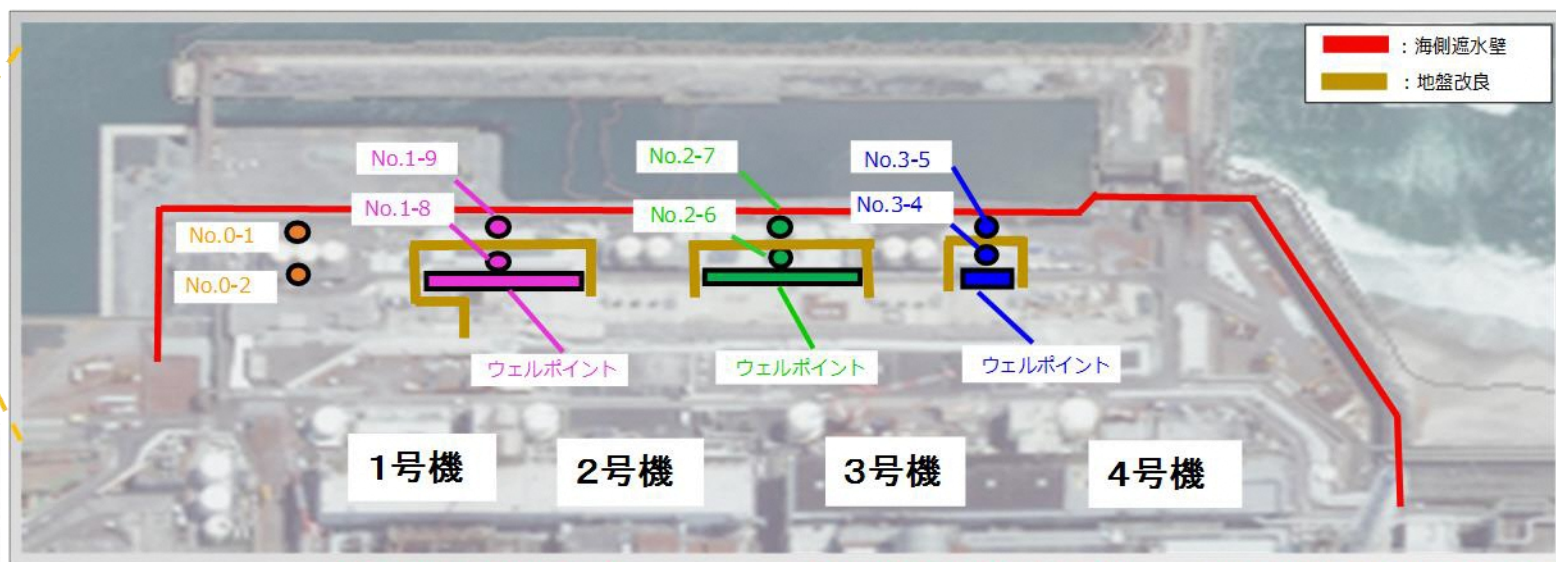 ：海側遮水壁
：地盤改良
No.1-9
No.2-7
No.3-5
No.1-8
No.2-6
No.3-4
No.0-1
No.0-2
ウェルポイント
ウェルポイント
ウェルポイント
1号機
2号機
3号機
4号機